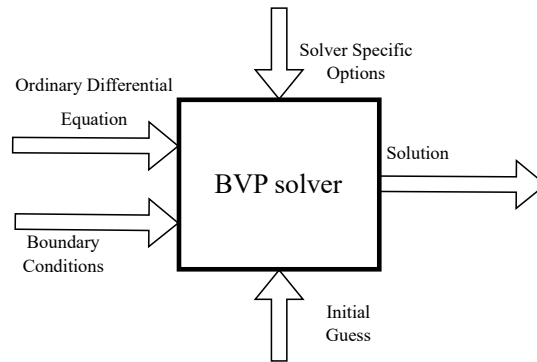 Solver Specific
Options
Ordinary Differential
Equation
BVP solver
Solution
Boundary
Conditions
Initial
Guess